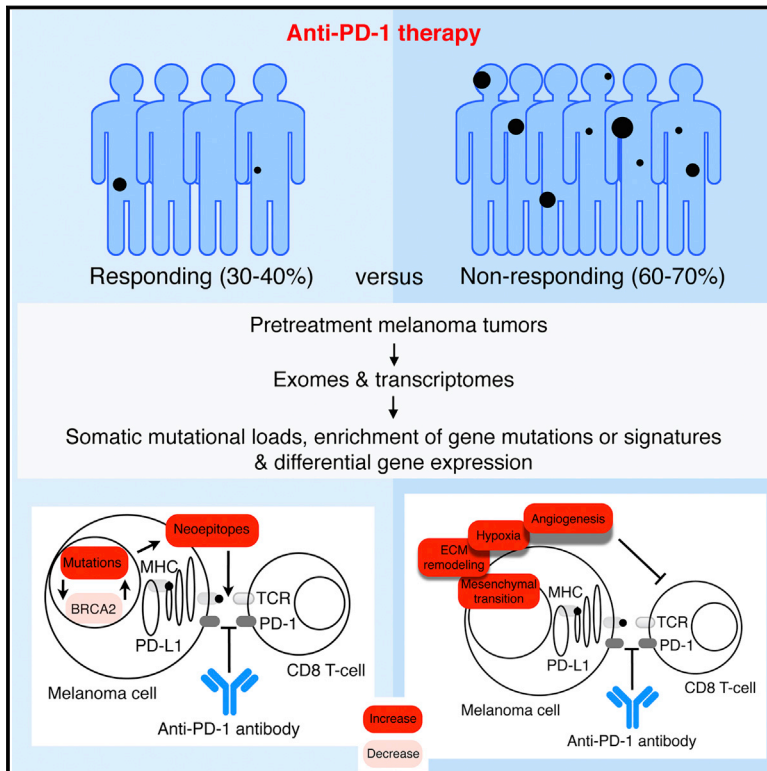 Anti-PD-1 therapy
Responding (30-40%) versus Non-responding (60-70%)
Pretreatment melanoma tumors
Exomes & transcriptomes
Somatic mutational loads, enrichment of gene mutations or signatures
& differential gene expression
Neoepitopes
Mutations
MHC
BRCA2
TCR
PD-1
PD-L1
CD8 T-cell
Melanoma cell
Anti-PD-1 antibody
Angiogenesis
Hypoxia
ECM
remodeling
Mesenchymal
transition
MHC
TCR
PD-1
PD-L1
CD8 T-cell
Melanoma cell
Anti-PD-1 antibody
Increase
Decrease